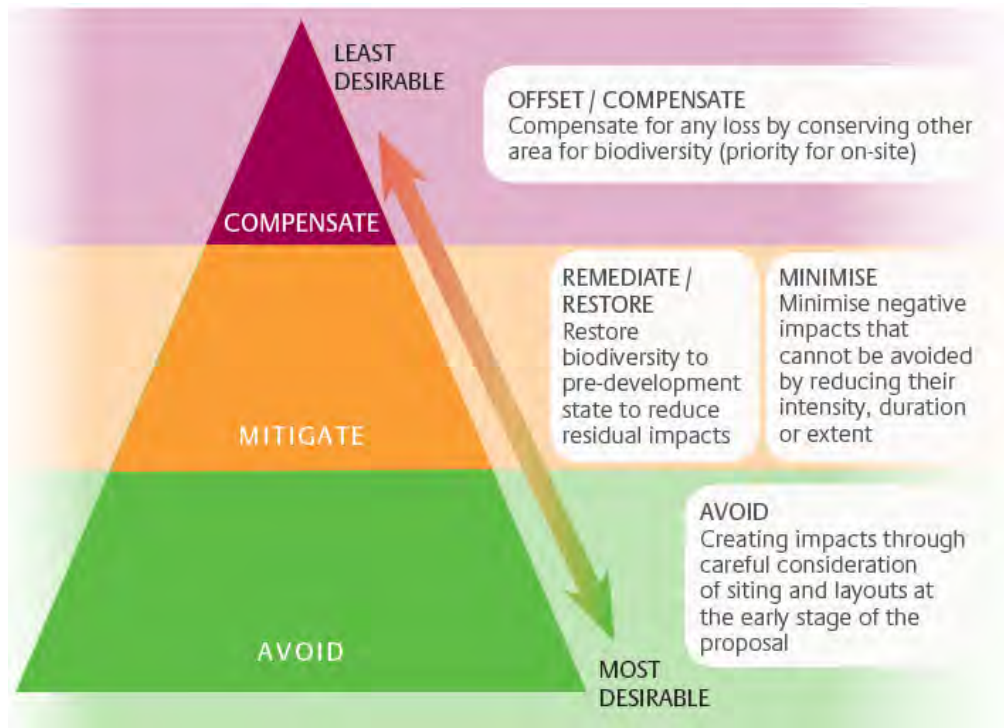 LEAST
DESIRABLE
OFFSET / COMPENSATE
Compensate for any loss by conserving other
area for biodiversity (priority for on-site)
COMPENSATE
REMEDIATE /
RESTORE
Restore
biodiversity to
pre-development
state to reduce
residual impacts
MINIMISE
Minimise negative
impacts that
cannot be avoided
by reducing their
intensity, duration
or extent
MITIGATE
AVOID
Creating impacts through
careful consideration
of siting and layouts at
the early stage of the
proposal
AVOID
MOST
DESIRABLE